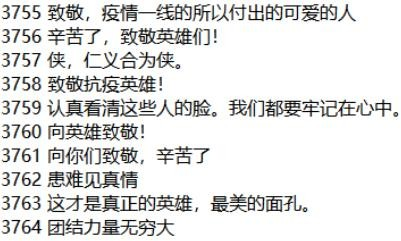 3755 致敬，疫情一线的所以付出的可爱的人
3756 辛苦了，致敬英雄们！
3757 侠，仁义合为侠。
3758 致敬抗疫英雄！
3759 认真看清这些人的脸。我们都要牢记在心中。
3760 向英雄致敬！
3761 向你们致敬，辛苦了
3762 患难见真情
3763 这才是真正的英雄，最美的面孔。
3764 团结力量无穷大